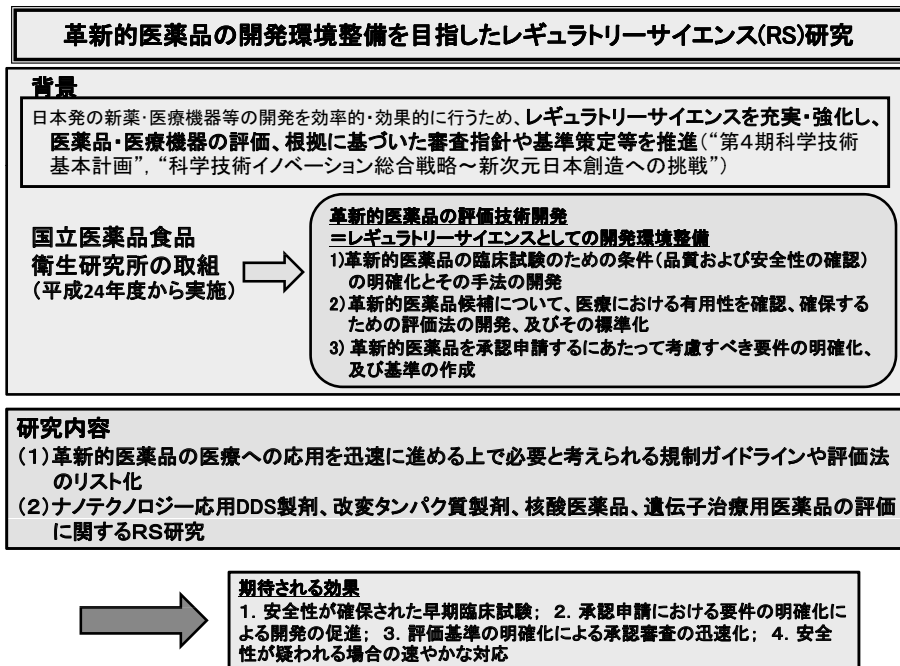 革新的医薬品の開発環境整備を目指したレギュラトリーサイエンス(RS)研究
背景
日本発の新薬・医療機器等の開発を効率的・効果的に行うため、レギュラトリーサイエンスを充実・強化し、
医薬品・医療機器の評価、根拠に基づいた審査指針や基準策定等を推進(“第4期科学技術
基本計画”, “科学技術イノベーション総合戦略~新次元日本創造への挑戦”)
国立医薬品食品
衛生研究所の取組
(平成24年度から実施)
革新的医薬品の評価技術開発
=レギュラトリーサイエンスとしての開発環境整備
1)革新的医薬品の臨床試験のための条件(品質および安全性の確認)
の明確化とその手法の開発
2)革新的医薬品候補について、医療における有用性を確認、確保する
ための評価法の開発、及びその標準化
3) 革新的医薬品を承認申請するにあたって考慮すべき要件の明確化、
及び基準の作成
研究内容
(1)革新的医薬品の医療への応用を迅速に進める上で必要と考えられる規制ガイドラインや評価法
のリスト化
(2)ナノテクノロジー応用DDS製剤、改変タンパク質製剤、核酸医薬品、遺伝子治療用医薬品の評価
に関するRS研究
期待される効果
1. 安全性が確保された早期臨床試験; 2. 承認申請における要件の明確化に
よる開発の促進; 3. 評価基準の明確化による承認審査の迅速化; 4. 安全
性が疑われる場合の速やかな対応